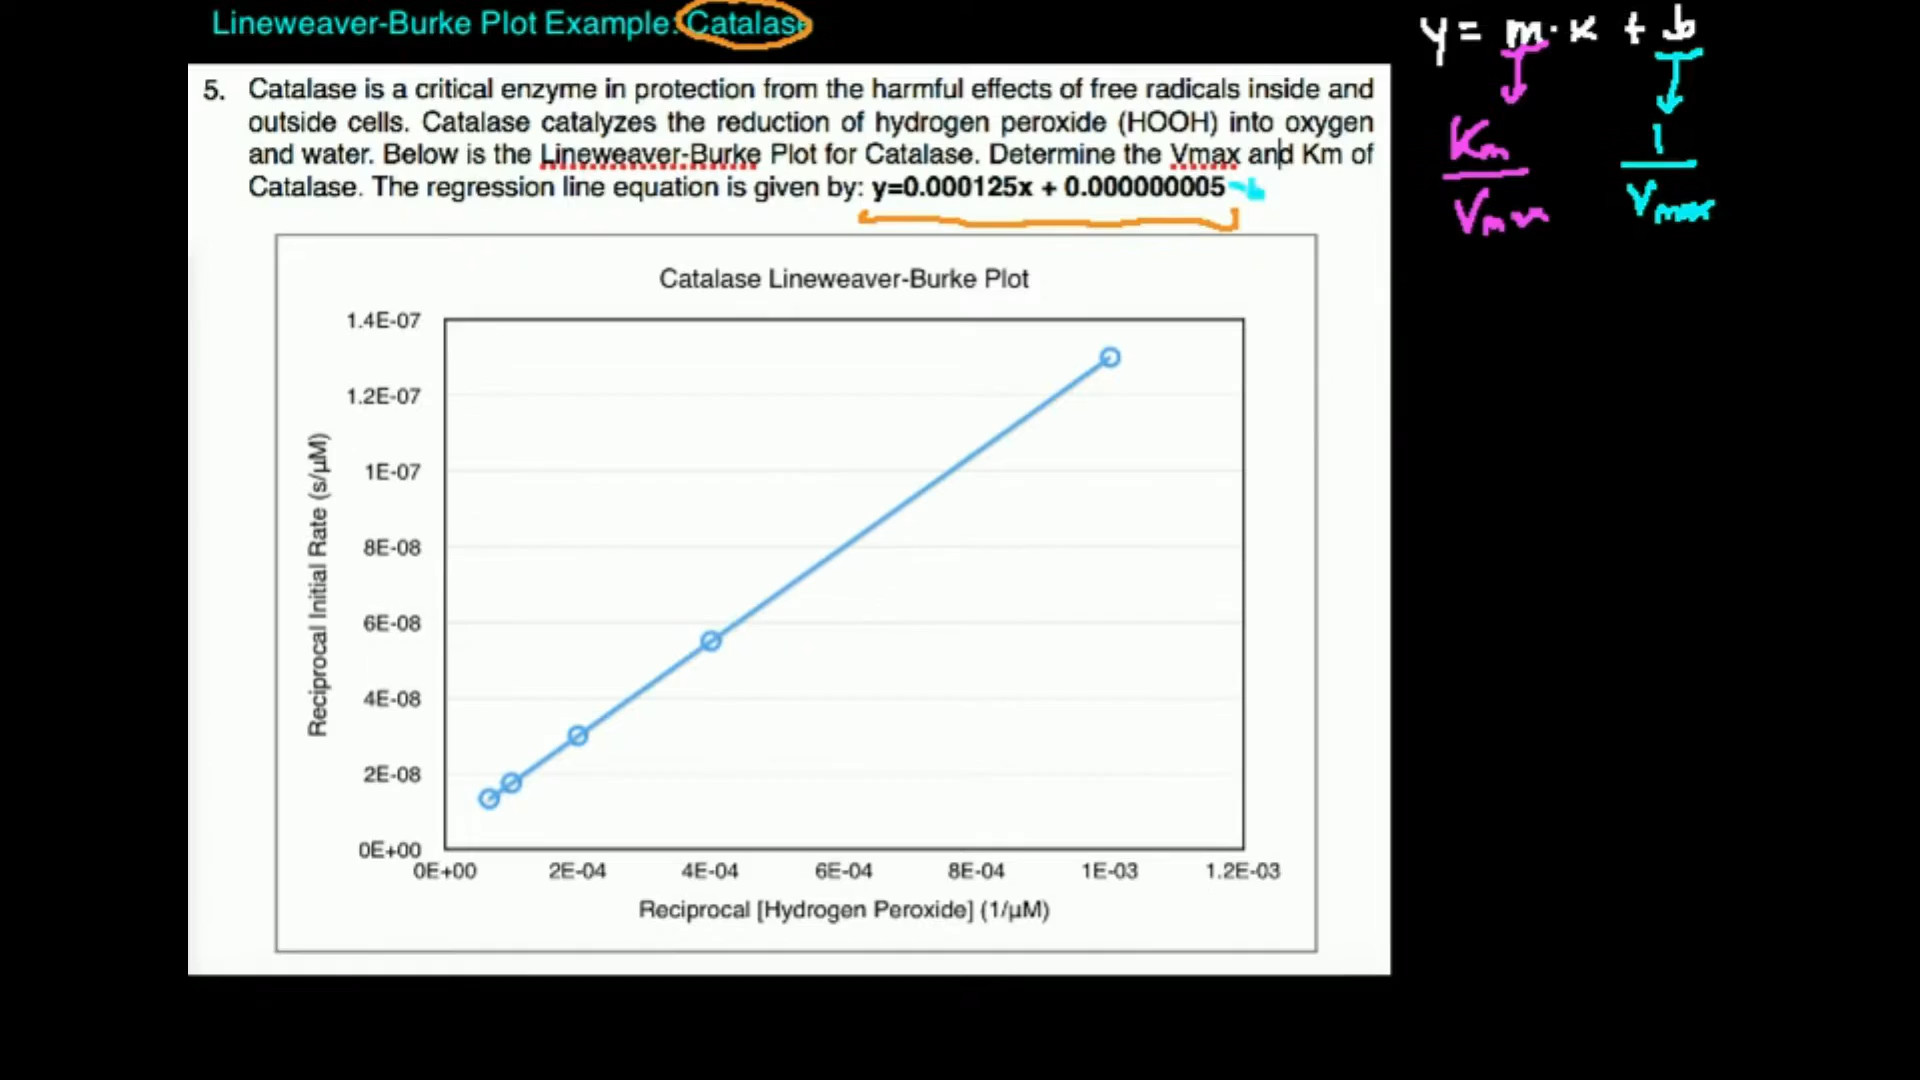 Lineweaver-Burke Plot Example: Catalase
y = m · x + b
Km
Vmax
1
Vmax
5. Catalase is a critical enzyme in protection from the harmful effects of free radicals inside and
outside cells. Catalase catalyzes the reduction of hydrogen peroxide (HOOH) into oxygen
and water. Below is the Lineweaver-Burke Plot for Catalase. Determine the Vmax and Km of
Catalase. The regression line equation is given by: y=0.000125x + 0.000000005 -b
Catalase Lineweaver-Burke Plot
1.4E-07
1.2E-07
1E-07
8E-08
6E-08
4E-08
2E-08
0E+00
Reciprocal Initial Rate (s/μM)
0E+00 2E-04 4E-04 6E-04 8E-04 1E-03 1.2E-03
Reciprocal [Hydrogen Peroxide] (1/μM)